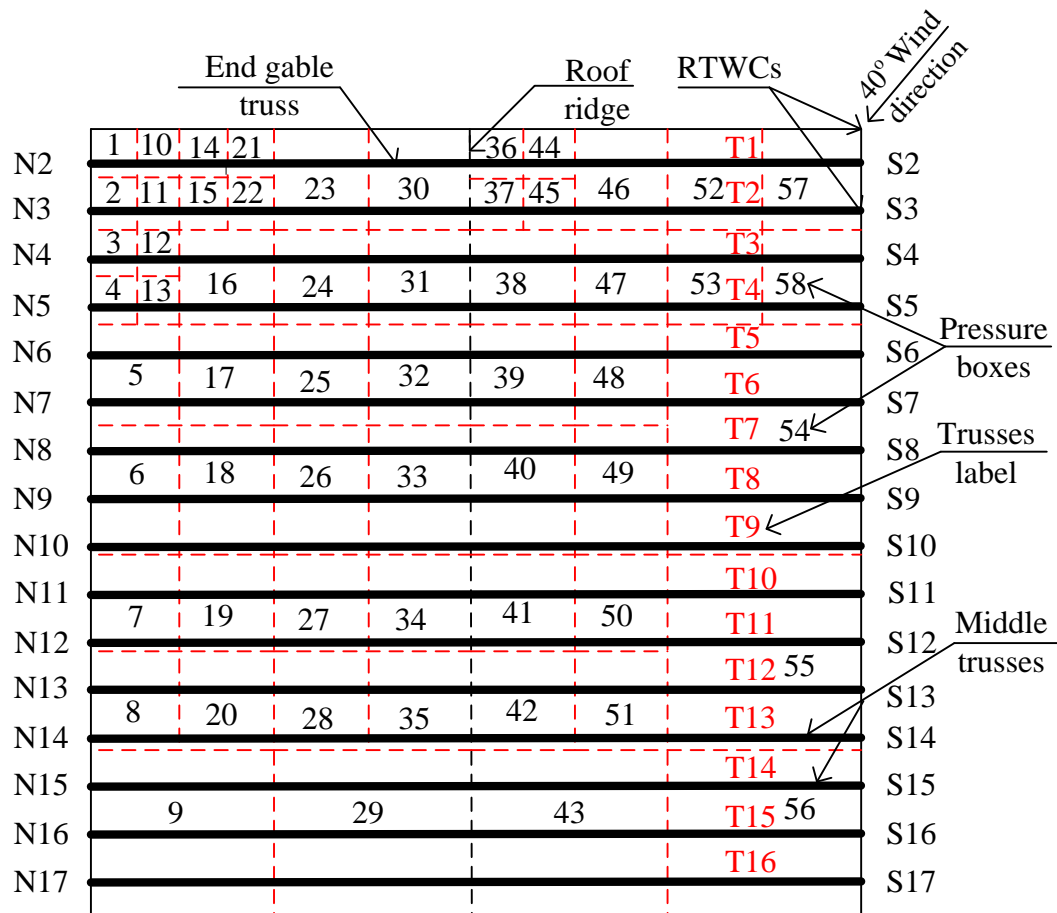 End gable
truss
Roof
ridge
RTWCs
40° Wind
direction
1 10 14 21 36 44 T1
N2 S2
2 11 15 22 23 30 37 45 46 52 T2 57
N3 S3
3 12 T3
N4 S4
4 13 16 24 31 38 47 53 T4 58
N5 S5
T5
N6 S6
Pressure
boxes
5 17 25 32 39 48 T6
N7 S7
T7 54
N8 S8
Trusses
label
6 18 26 33 40 49 T8
N9 S9
T9
N10 S10
T10
N11 S11
7 19 27 34 41 50 T11
N12 S12
Middle
trusses
T12 55
N13 S13
8 20 28 35 42 51 T13
N14 S14
T14
N15 S15
9 29 43 T15 56
N16 S16
T16
N17 S17